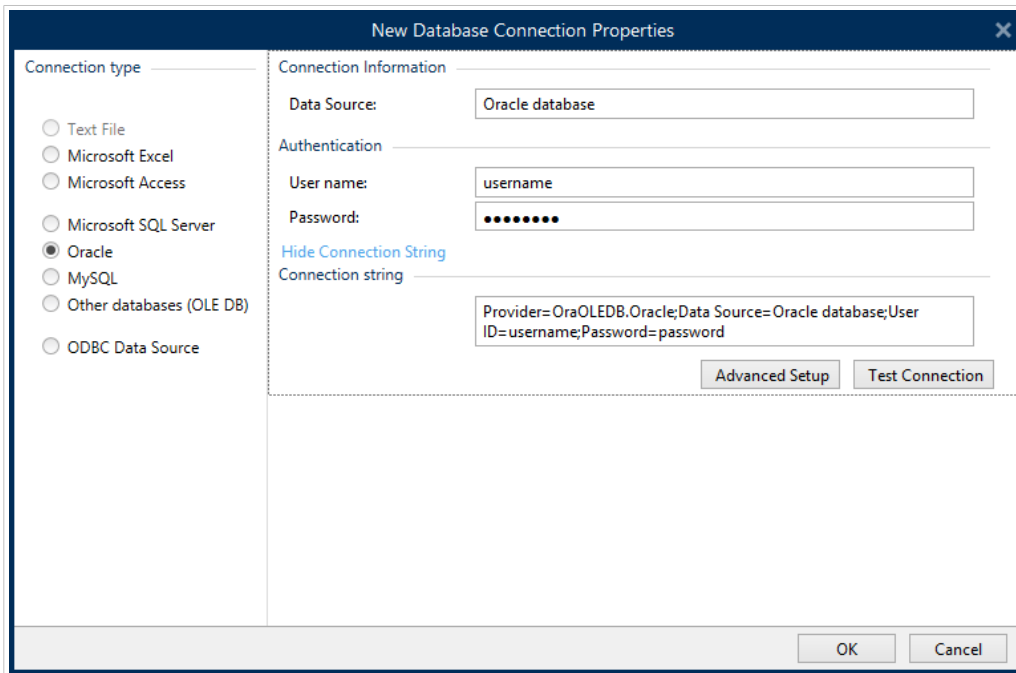 New Database Connection Properties
Connection type
Text File
Microsoft Excel
Microsoft Access
Microsoft SQL Server
Oracle
MySQL
Other databases (OLE DB)
ODBC Data Source
Connection Information
Data Source: Oracle database
Authentication
User name: username
Password: ●●●●●●●●
Hide Connection String
Connection string
Provider=OraOLEDB.Oracle;Data Source=Oracle database;User
ID=username;Password=password
Advanced Setup Test Connection
OK Cancel